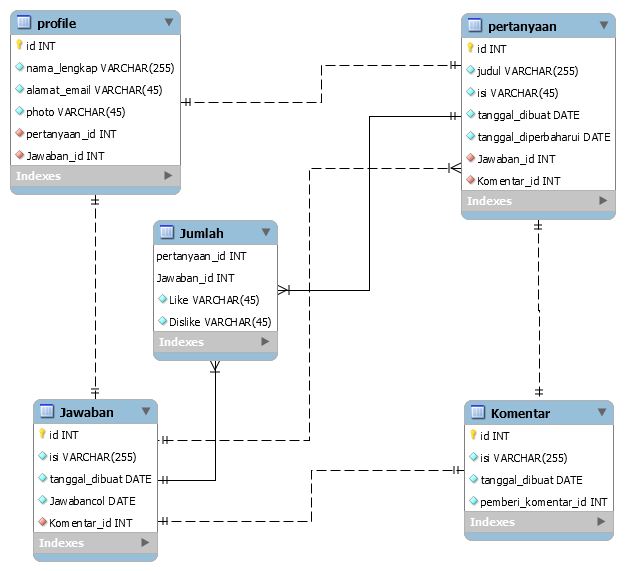 profile
id INT
nama_lengkap VARCHAR(255)
alamat_email VARCHAR(45)
photo VARCHAR(45)
pertanyaan_id INT
Jawaban_id INT
Indexes
pertanyaan
id INT
judul VARCHAR(255)
isi VARCHAR(45)
tanggal_dibuat DATE
tanggal_diperbaharui DATE
Jawaban_id INT
Komentar_id INT
Indexes
Jumlah
pertanyaan_id INT
Jawaban_id INT
Like VARCHAR(45)
Dislike VARCHAR(45)
Indexes
Jawaban
id INT
isi VARCHAR(255)
tanggal_dibuat DATE
Jawabancol DATE
Komentar_id INT
Indexes
Komentar
id INT
isi VARCHAR(255)
tanggal_dibuat DATE
pemberi_komentar_id INT
Indexes